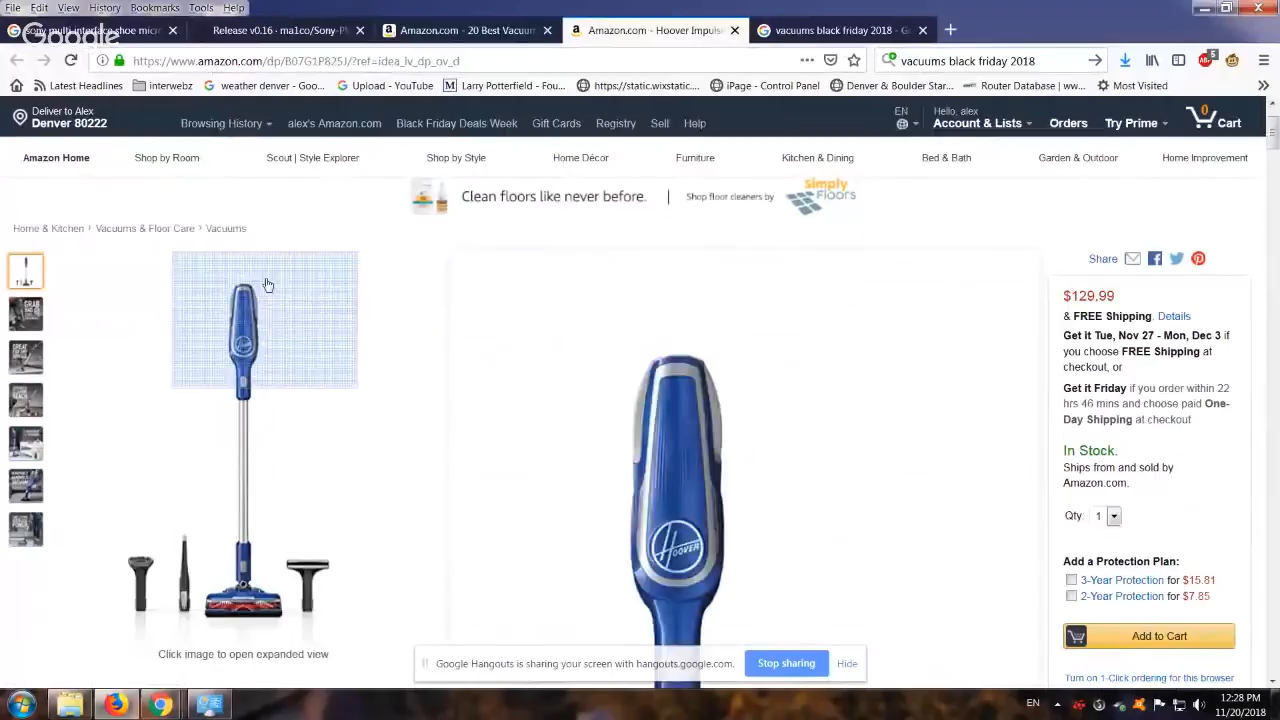 File Edit View History Bookmarks Tools Help
Google
sony multi interface shoe micr
Release v0.16 - ma1co/Sony-P
Amazon.com - 20 Best Vacuum
Amazon.com - Hoover Impuls
vacuums black friday 2018 - G
https://www.amazon.com/dp/B07G1P825J/?ref=idea_lv_dp_ov_d
vacuums black friday 2018
5
Latest Headlines
interwebz
weather denver - Goo...
Upload - YouTube
Larry Potterfield - You...
https://static.wixstatic....
iPage - Control Panel
Denver & Boulder Star...
Router Database | ww...
Most Visited
Deliver to Alex
Denver 80222
Browsing History
alex's Amazon.com
Black Friday Deals Week
Gift Cards
Registry
Sell
Help
EN
Hello, alex
Account & Lists
Orders
Try Prime
0
Cart
Amazon Home
Shop by Room
Scout | Style Explorer
Shop by Style
Home Décor
Furniture
Kitchen & Dining
Bed & Bath
Garden & Outdoor
Home Improvement
Clean floors like never before. | Shop floor cleaners by
Simply
Floors
Home & Kitchen › Vacuums & Floor Care › Vacuums
Share
$129.99
& FREE Shipping. Details
Get it Tue, Nov 27 - Mon, Dec 3 if
you choose FREE Shipping at
checkout, or
Get it Friday if you order within 22
hrs 46 mins and choose paid One-
Day Shipping at checkout
In Stock.
Ships from and sold by
Amazon.com.
Qty: 1
Add a Protection Plan:
3-Year Protection for $15.81
2-Year Protection for $7.85
Add to Cart
Turn on 1-Click ordering for this browser
HOOVER
Click image to open expanded view
Google Hangouts is sharing your screen with hangouts.google.com.
Stop sharing
Hide
EN
12:28 PM
11/20/2018